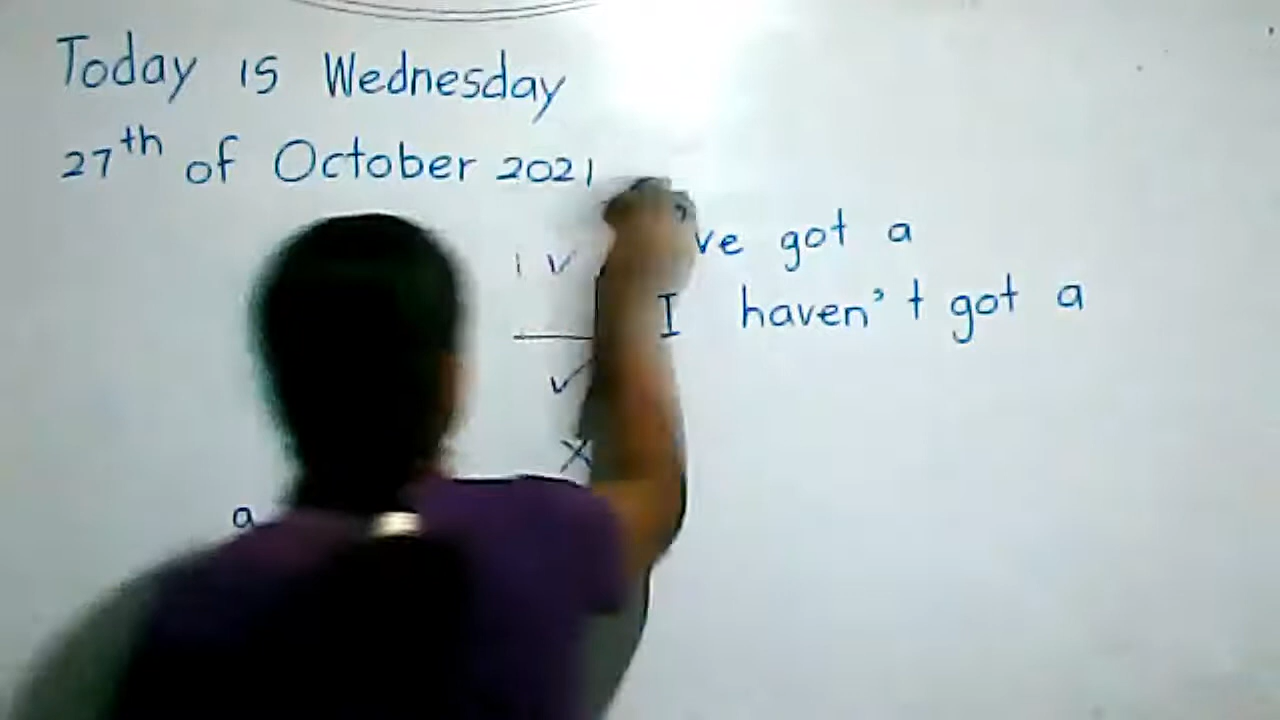 Today is Wednesday
27th of October 2021
i v 've got a
I haven't got a
✓
x
a